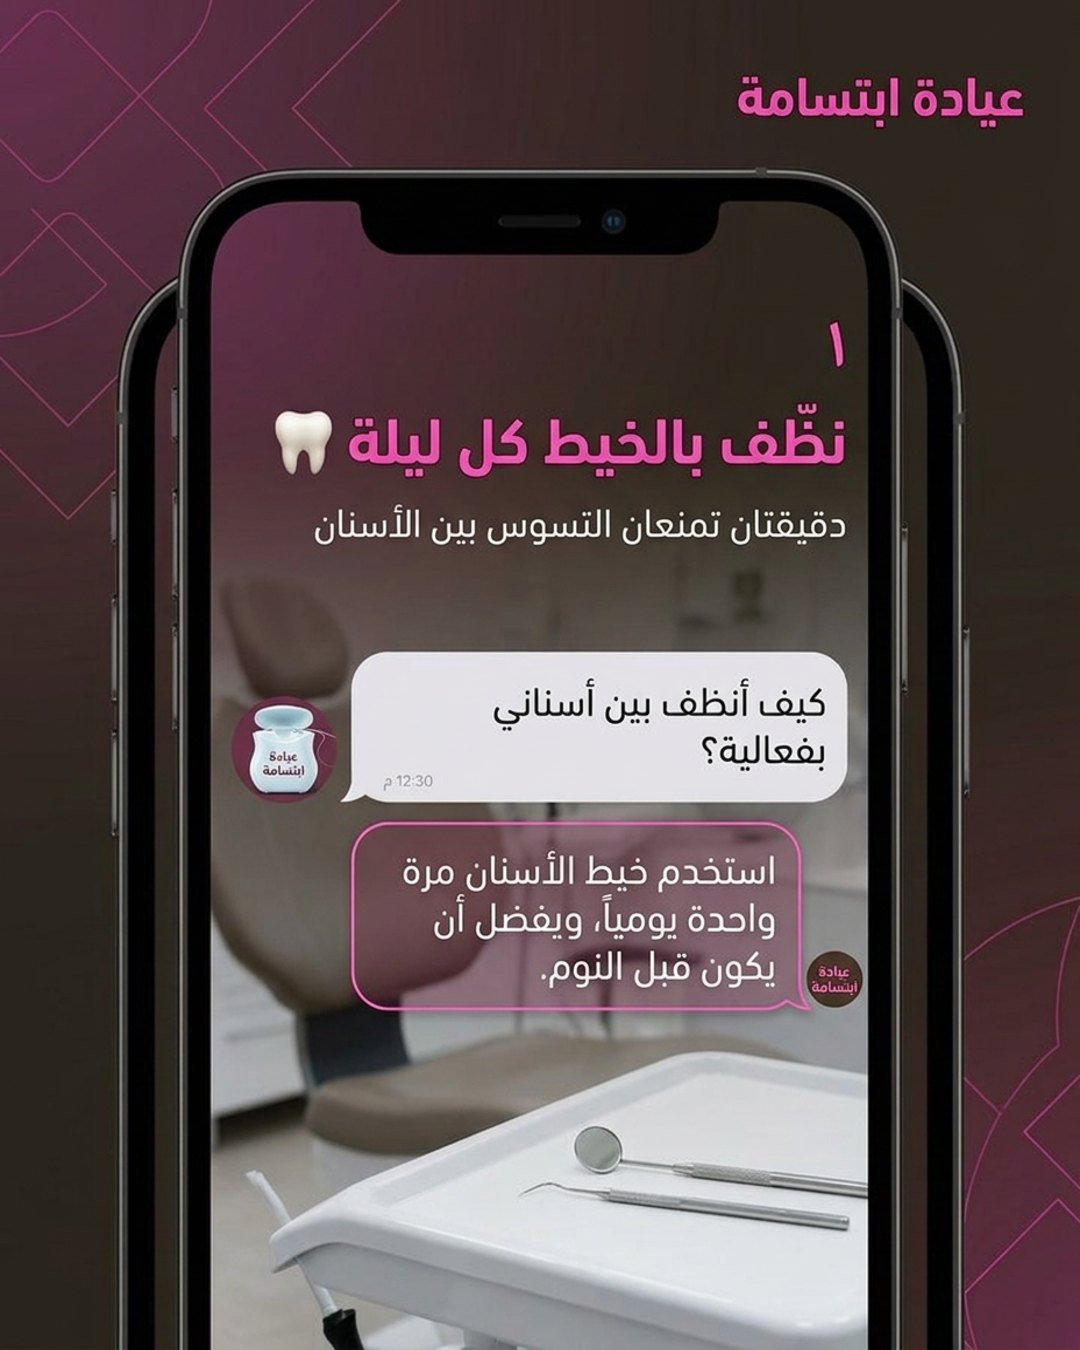 عيادة ابتسامة
١
نظّف بالخيط كل ليلة
دقيقتان تمنعان التسوس بين الأسنان
كيف أنظف بين أسناني
بفعالية؟
12:30 م
ابتسامة
استخدم خيط الأسنان مرة
واحدة يومياً، ويفضل أن
يكون قبل النوم.
عيادة
ابتسامة